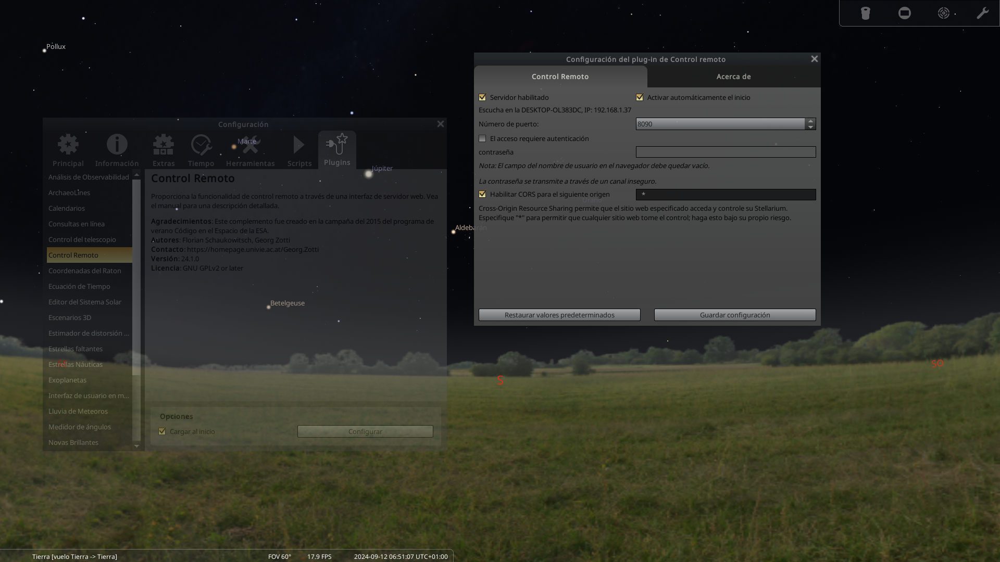 Pollux
Configuración del plug-in de Control remoto
Control Remoto
Acerca de
Servidor habilitado
Activar automáticamente el inicio
Escucha en la DESKTOP-OL383DC, IP: 192.168.1.37
Número de puerto:
8090
El acceso requiere autenticación
contraseña
Nota: El campo del nombre de usuario en el navegador debe quedar vacío.
La contraseña se transmite a través de un canal inseguro.
Habilitar CORS para el siguiente origen
*
Urano
Cross-Origin Resource Sharing permite que el sitio web especificado acceda y controle su Stellarium.
Especifique "*" para permitir que cualquier sitio web tome el control; haga esto bajo su propio riesgo.
Restaurar valores predeterminados
Guardar configuración
Configuración
Marte
Principal
Información
Extras
Tiempo
Herramientas
Scripts
Plugins
Júpiter
Análisis de Observabilidad
ArchaeoLines
Calendarios
Consultas en línea
Control del telescopio
Control Remoto
Coordenadas del Raton
Ecuación de Tiempo
Editor del Sistema Solar
Escenarios 3D
Estimador de distorsión ...
Estrellas faltantes
Estrellas Náuticas
Exoplanetas
Interfaz de usuario en m...
Lluvia de Meteoros
Medidor de ángulos
Novas Brillantes
Control Remoto
Proporciona la funcionalidad de control remoto a través de una interfaz de servidor web. Vea
el manual para una descripción detallada.
Agradecimientos: Este complemento fue creado en la campaña del 2015 del programa de
verano Código en el Espacio de la ESA.
Autores: Florian Schaukowitsch, Georg Zotti
Contacto: https://homepage.univie.ac.at/Georg.Zotti
Versión: 24.1.0
Licencia: GNU GPLv2 or later
Aldebarán
Betelgeuse
Opciones
Cargar al inicio
Configurar
S
SO
Tierra [vuelo Tierra -> Tierra]
FOV 60°
17.9 FPS
2024-09-12 06:51:07 UTC+01:00